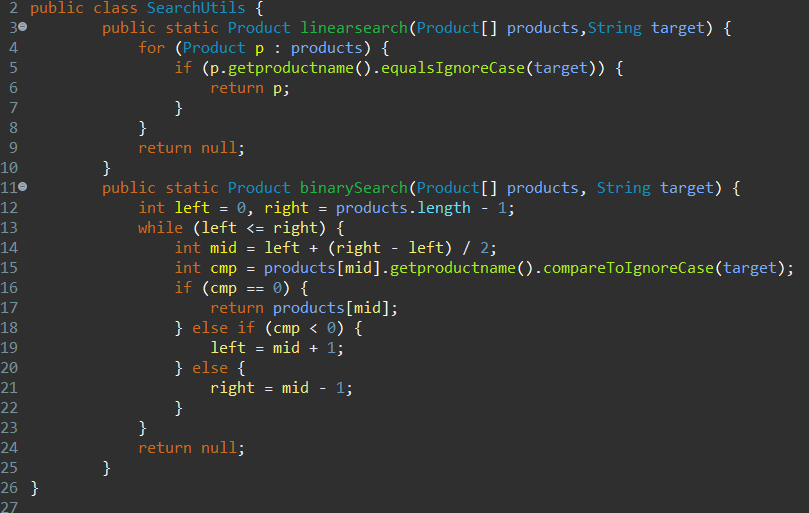 2 public class SearchUtils {
3 public static Product linearsearch(Product[] products,String target) {
4 for (Product p : products) {
5 if (p.getproductname().equalsIgnoreCase(target)) {
6 return p;
7 }
8 }
9 return null;
10 }
11 public static Product binarySearch(Product[] products, String target) {
12 int left = 0, right = products.length - 1;
13 while (left <= right) {
14 int mid = left + (right - left) / 2;
15 int cmp = products[mid].getproductname().compareToIgnoreCase(target);
16 if (cmp == 0) {
17 return products[mid];
18 } else if (cmp < 0) {
19 left = mid + 1;
20 } else {
21 right = mid - 1;
22 }
23 }
24 return null;
25 }
26 }
27